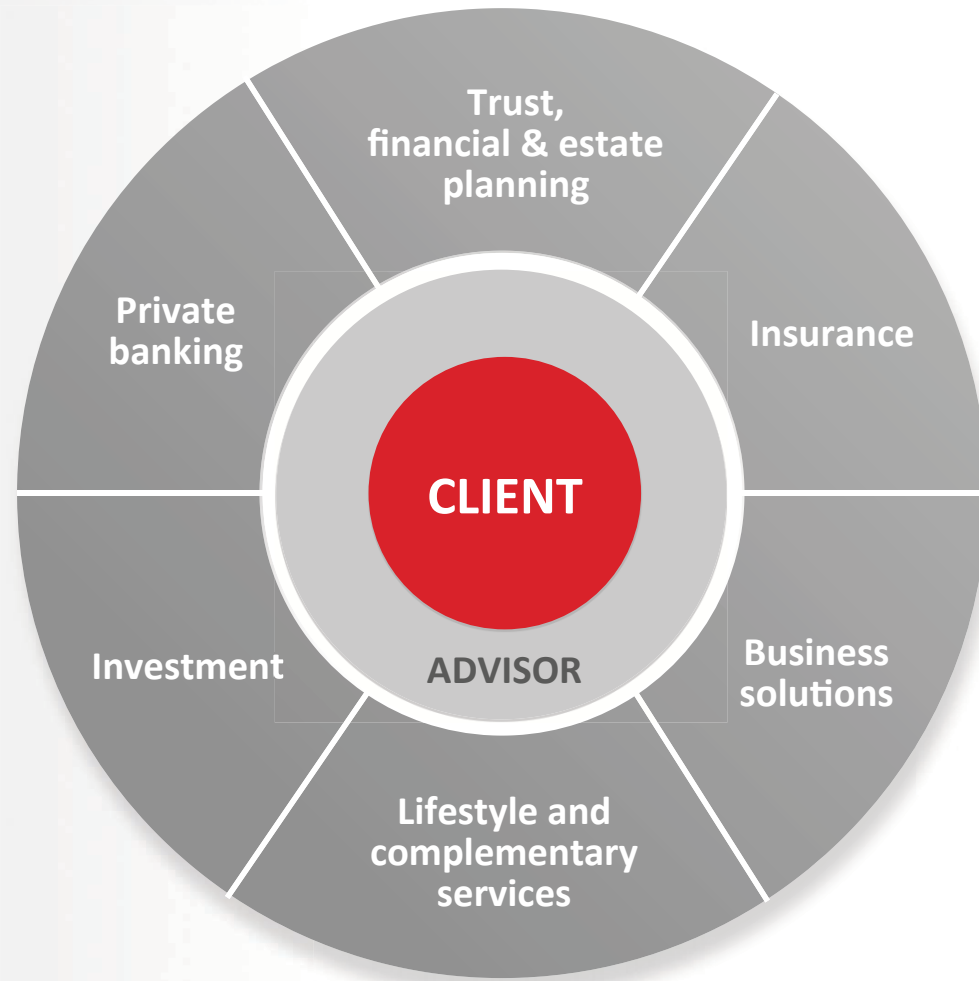 Trust,
financial & estate
planning
Private
banking
Insurance
CLIENT
ADVISOR
Investment
Business
solutions
Lifestyle and
complementary
services